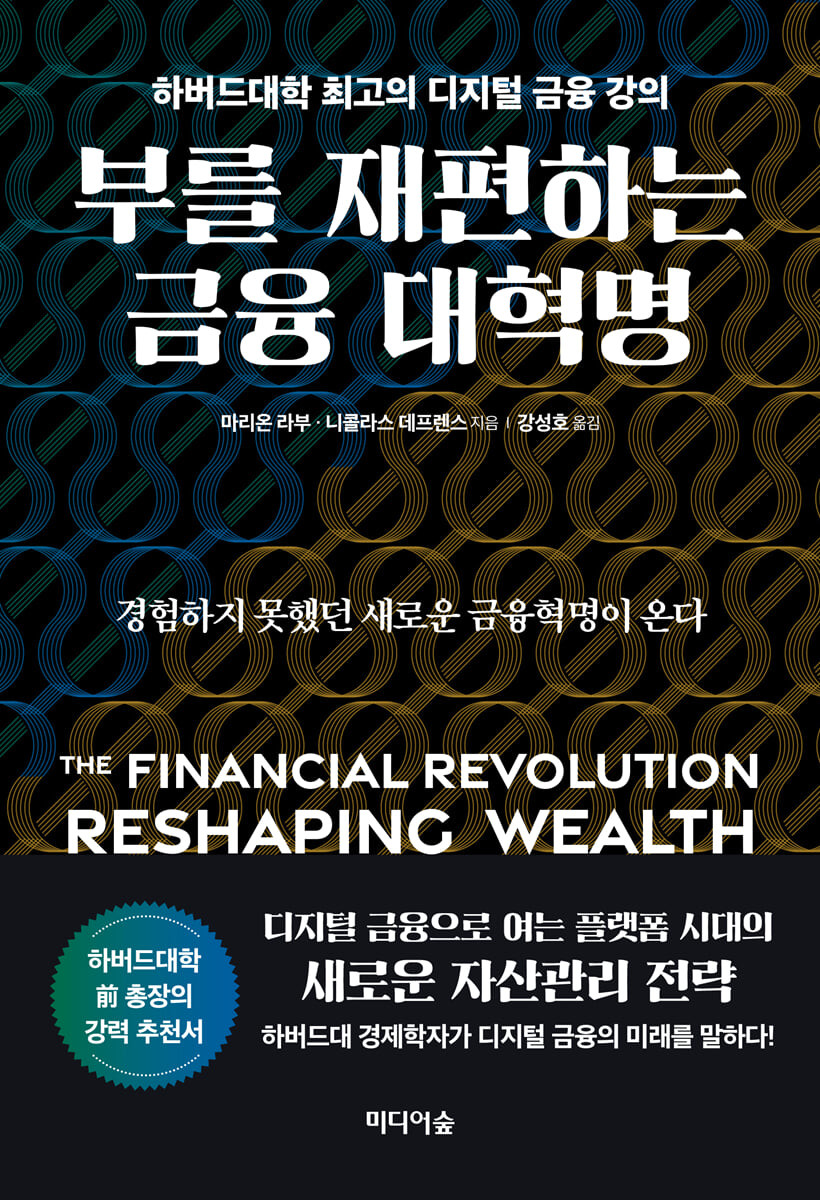 하버드대학 최고의 디지털 금융 강의
부를 재편하는
금융 대혁명
마리온 라부 · 니콜라스 데프렌스 지음 | 강성호 옮김
경험하지 못했던 새로운 금융혁명이 온다
THE FINANCIAL REVOLUTION
RESHAPING WEALTH
하버드대학
前 총장의
강력 추천서
디지털 금융으로 여는 플랫폼 시대의
새로운 자산관리 전략
하버드대 경제학자가 디지털 금융의 미래를 말하다!
미디어숲